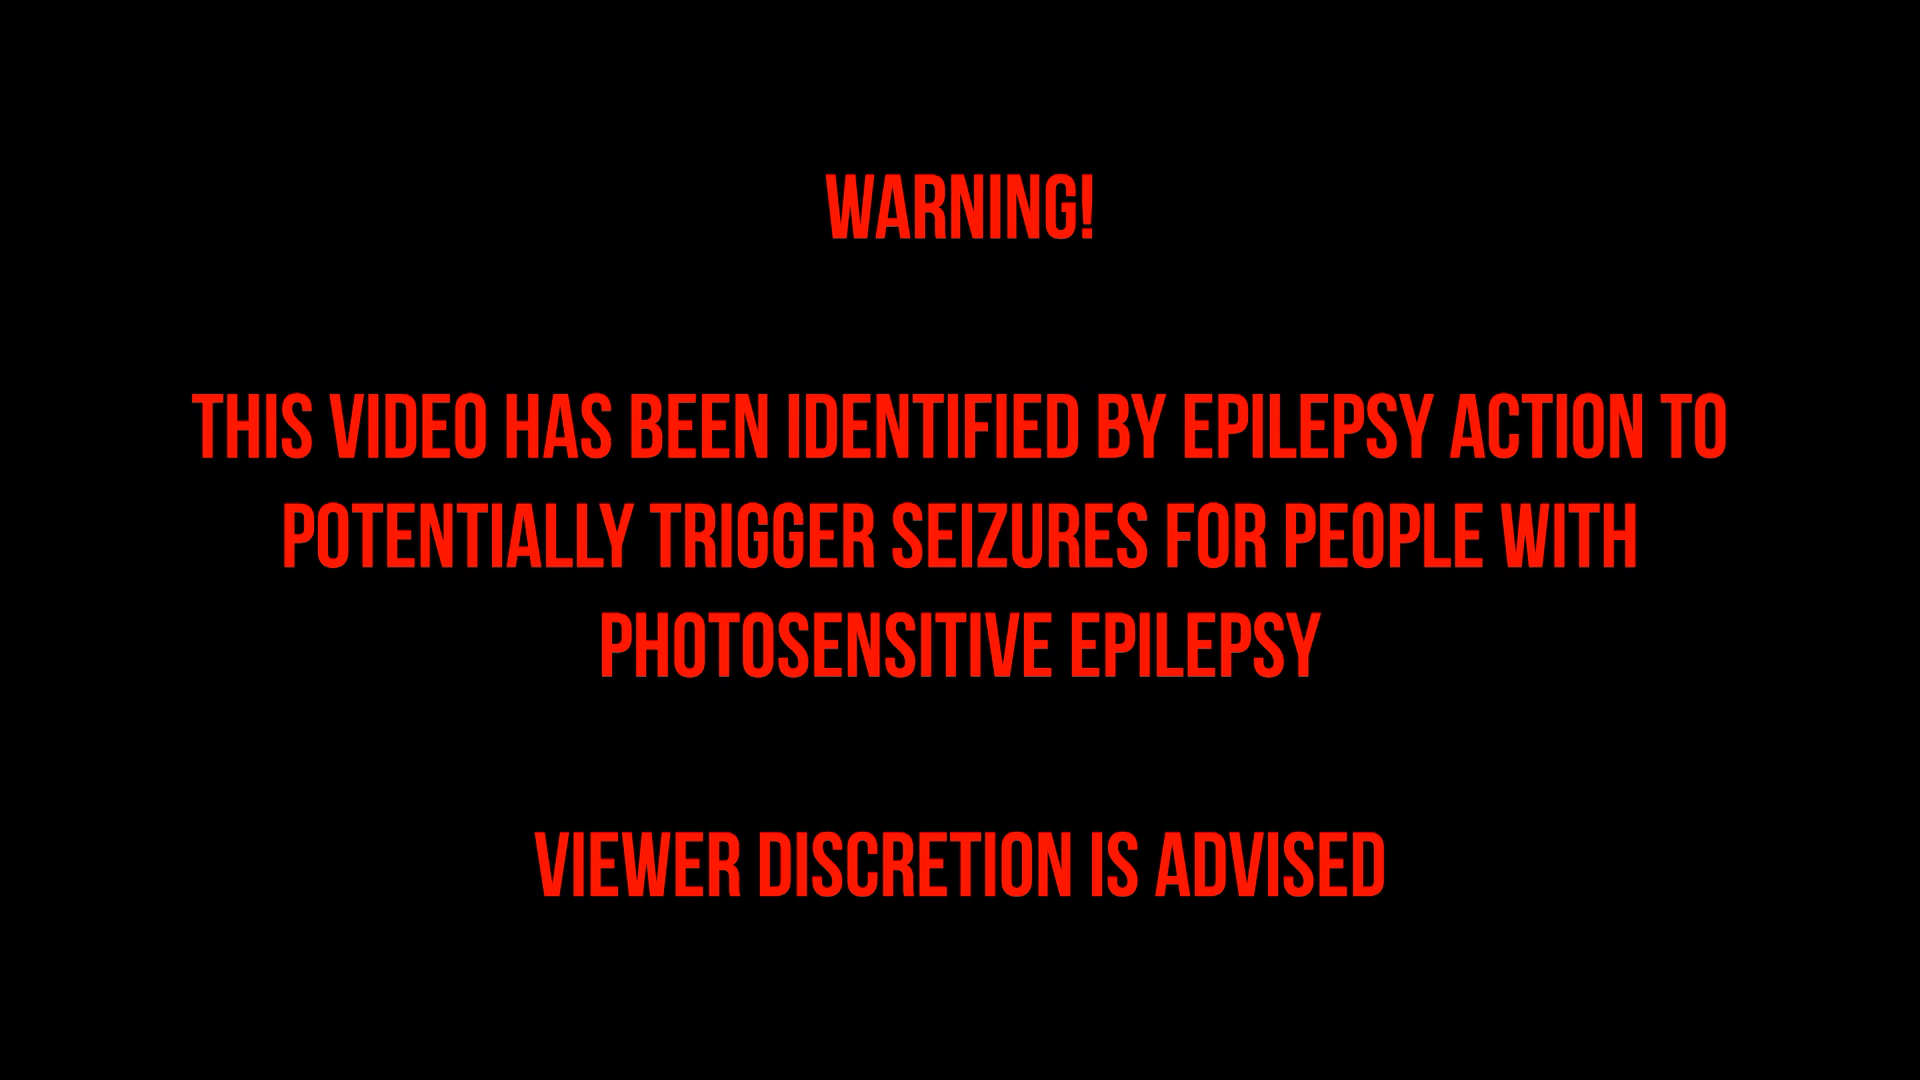 WARNING!
THIS VIDEO HAS BEEN IDENTIFIED BY EPILEPSY ACTION TO
POTENTIALLY TRIGGER SEIZURES FOR PEOPLE WITH
PHOTOSENSITIVE EPILEPSY
VIEWER DISCRETION IS ADVISED